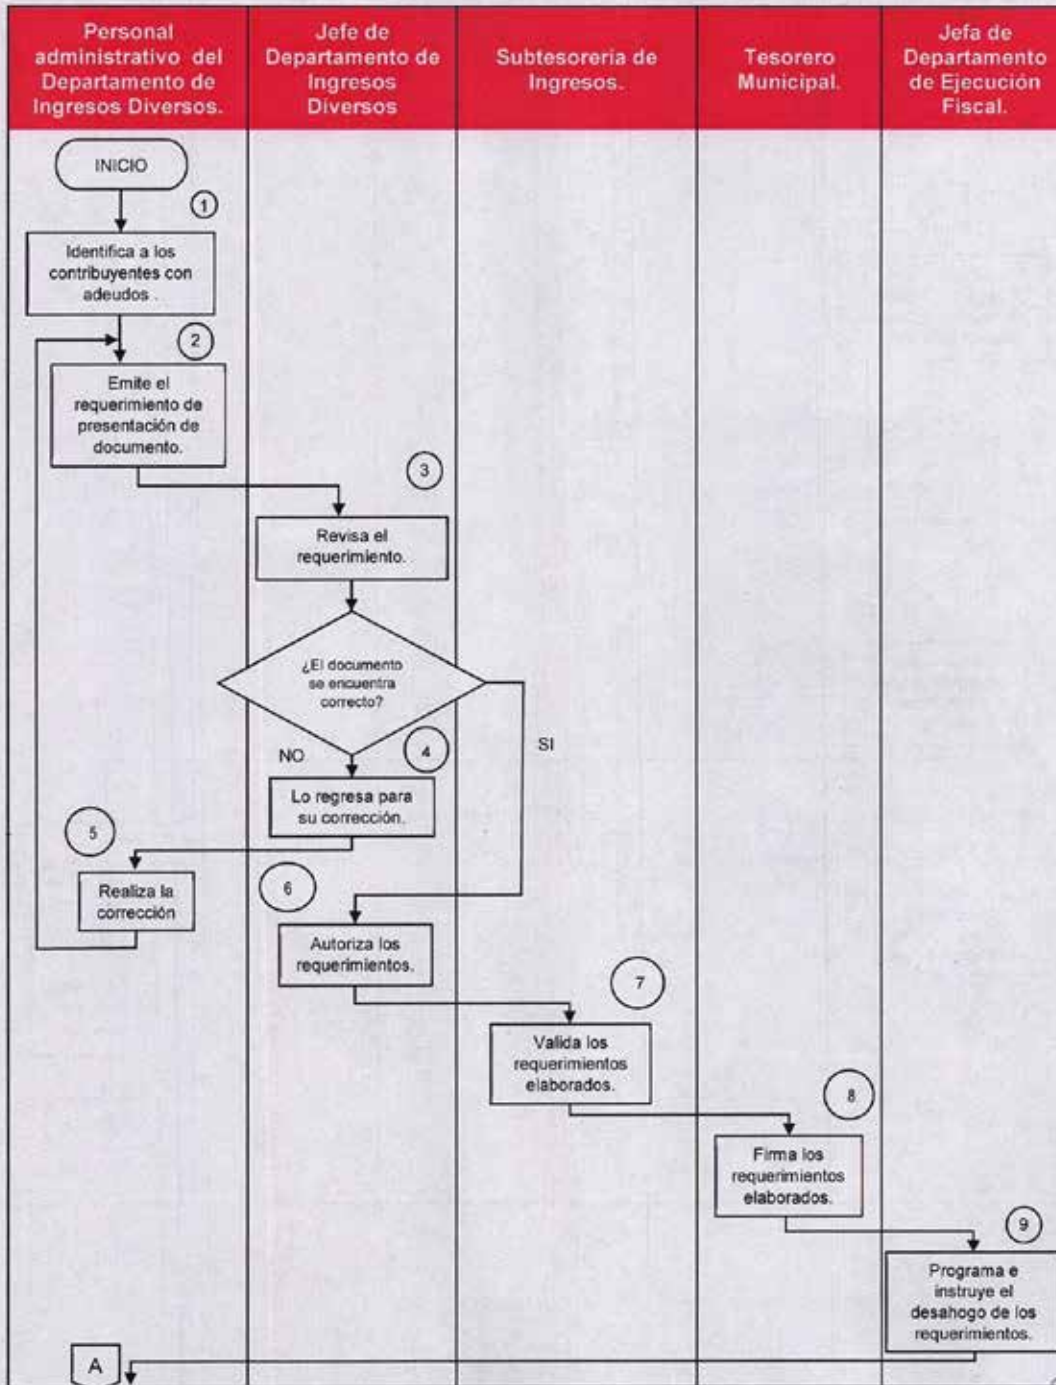 Personal
administrativo del
Departamento de
Ingresos Diversos.
Jefe de
Departamento de
Ingresos
Diversos
Subtesorería de
Ingresos.
Tesorero
Municipal.
Jefa de
Departamento
de Ejecución
Fiscal.
INICIO
1
Identifica a los
contribuyentes con
adeudos .
2
Emite el
requerimiento de
presentación de
documento.
3
Revisa el
requerimiento.
¿El documento
se encuentra
correcto?
NO
SI
4
Lo regresa para
su corrección.
5
Realiza la
corrección
6
Autoriza los
requerimientos.
7
Valida los
requerimientos
elaborados.
8
Firma los
requerimientos
elaborados.
9
Programa e
instruye el
desahogo de los
requerimientos.
A